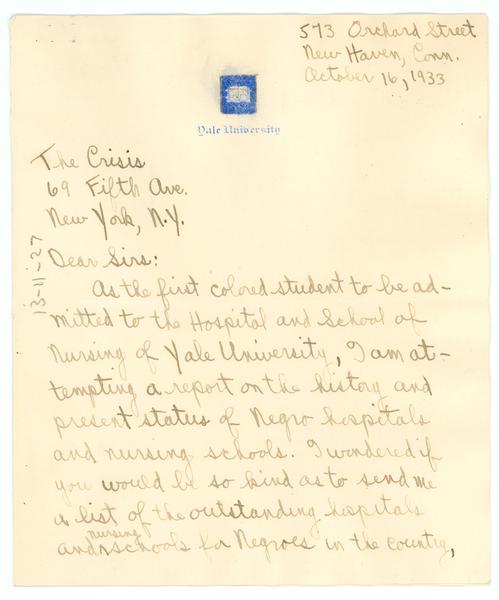 573 Orchard Street
New Haven, Conn.
October 16, 1933
Yale University
The Crisis
69 Fifth Ave.
New York, N.Y.
13-11-27
Dear Sirs:
As the first colored student to be ad-
mitted to the Hospital and School of
Nursing of Yale University, I am at-
tempting a report on the history and
present status of Negro hospitals
and nursing schools. I wondered if
you would be so kind as to send me
a list of the outstanding hospitals
and nursing schools for Negroes in the country,